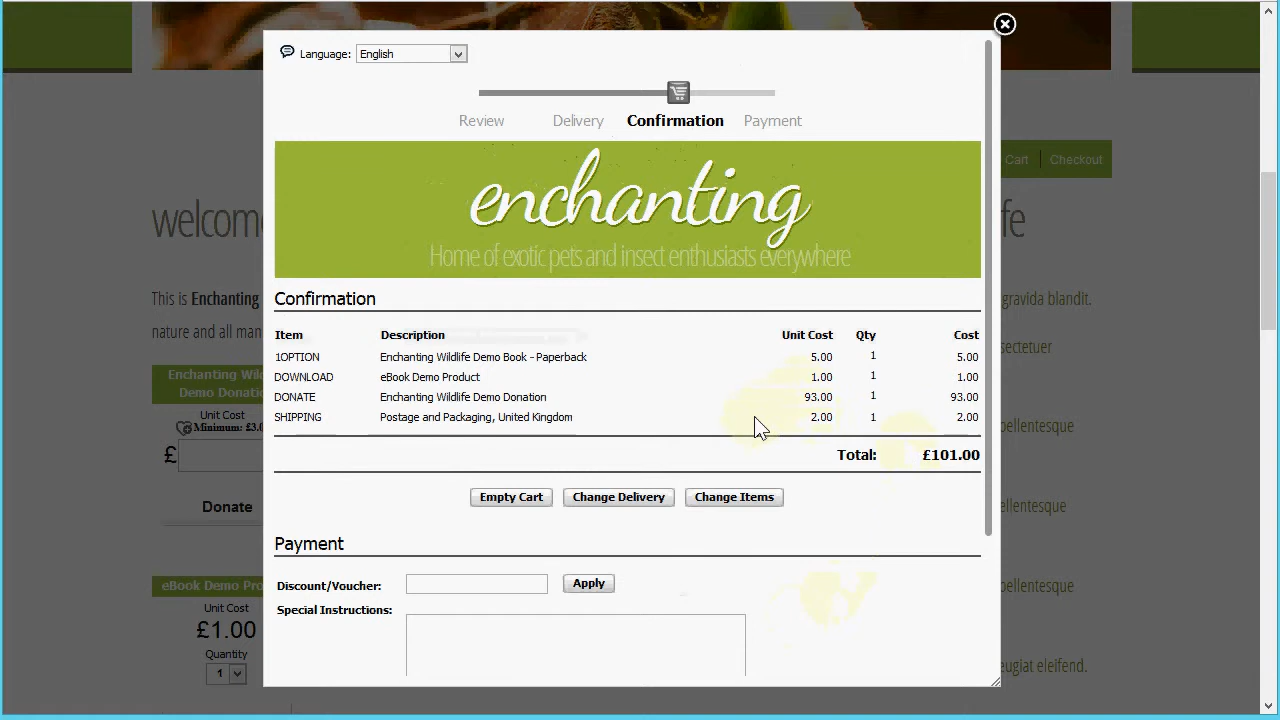 Language: English
Review Delivery Confirmation Payment
enchanting
Home of exotic pets and insect enthusiasts everywhere
Cart Checkout
welcom
fe
This is Enchanting
gravida blandit.
nature and all man
sectetuer
Enchanting Wil
Demo Donati
Unit Cost
Minimum: £3.0
£
Donate
ellentesque
pellentesque
eBook Demo Pro
Unit Cost
£1.00
Quantity
1
pellentesque
eugiat eleifend.
Confirmation
Item Description Unit Cost Qty Cost
1OPTION Enchanting Wildlife Demo Book - Paperback 5.00 1 5.00
DOWNLOAD eBook Demo Product 1.00 1 1.00
DONATE Enchanting Wildlife Demo Donation 93.00 1 93.00
SHIPPING Postage and Packaging, United Kingdom 2.00 1 2.00
Total: £101.00
Empty Cart Change Delivery Change Items
Payment
Discount/Voucher: Apply
Special Instructions: